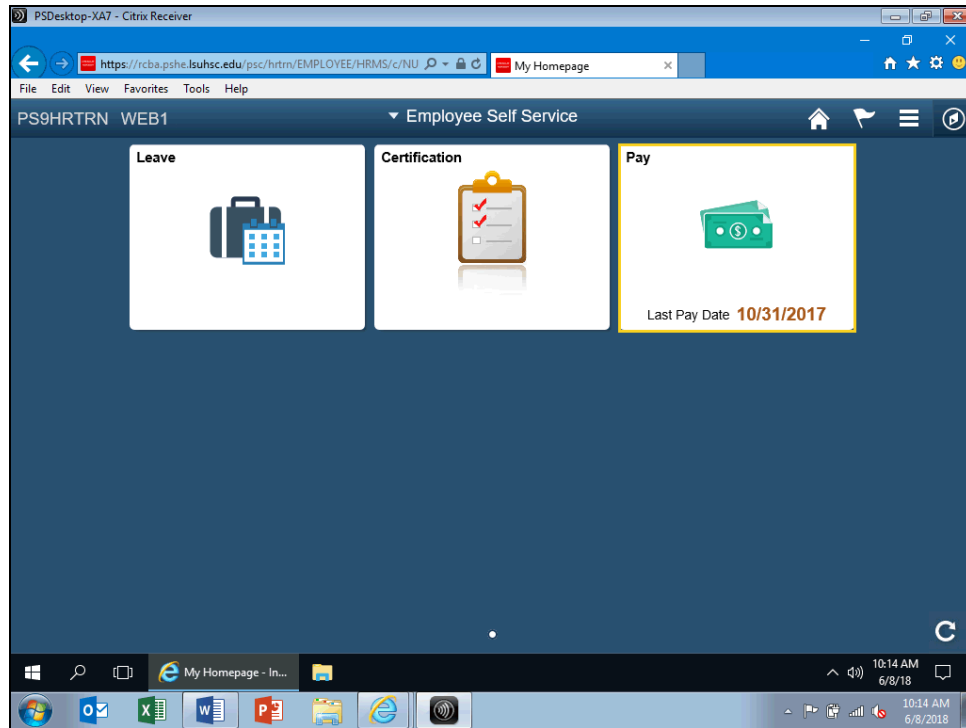 PSDesktop-XA7 - Citrix Receiver
https://rcba.pshe.lsuhsc.edu/psc/hrtrn/EMPLOYEE/HRMS/c/NU
My Homepage
File Edit View Favorites Tools Help
PS9HRTRN WEB1
Employee Self Service
Leave
Certification
Pay
Last Pay Date 10/31/2017
My Homepage - In...
10:14 AM
6/8/18
10:14 AM
6/8/2018